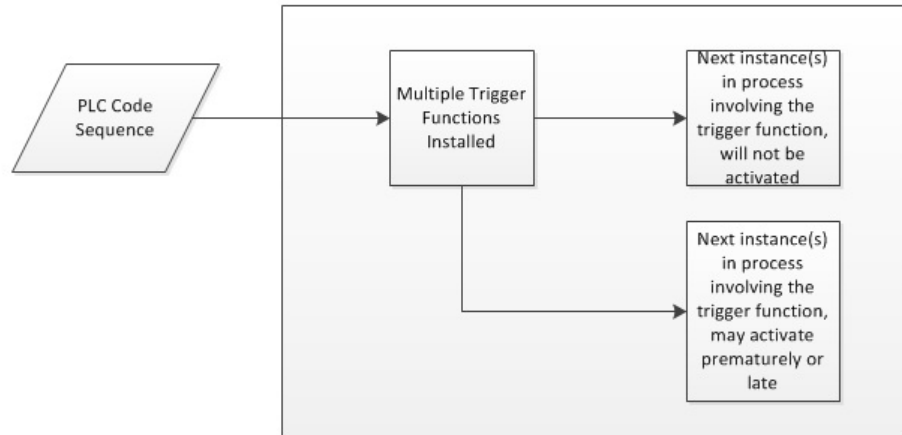 PLC Code
Sequence
Multiple Trigger
Functions
Installed
Next instance(s)
in process
involving the
trigger function,
will not be
activated
Next instance(s)
in process
involving the
trigger function,
may activate
prematurely or
late